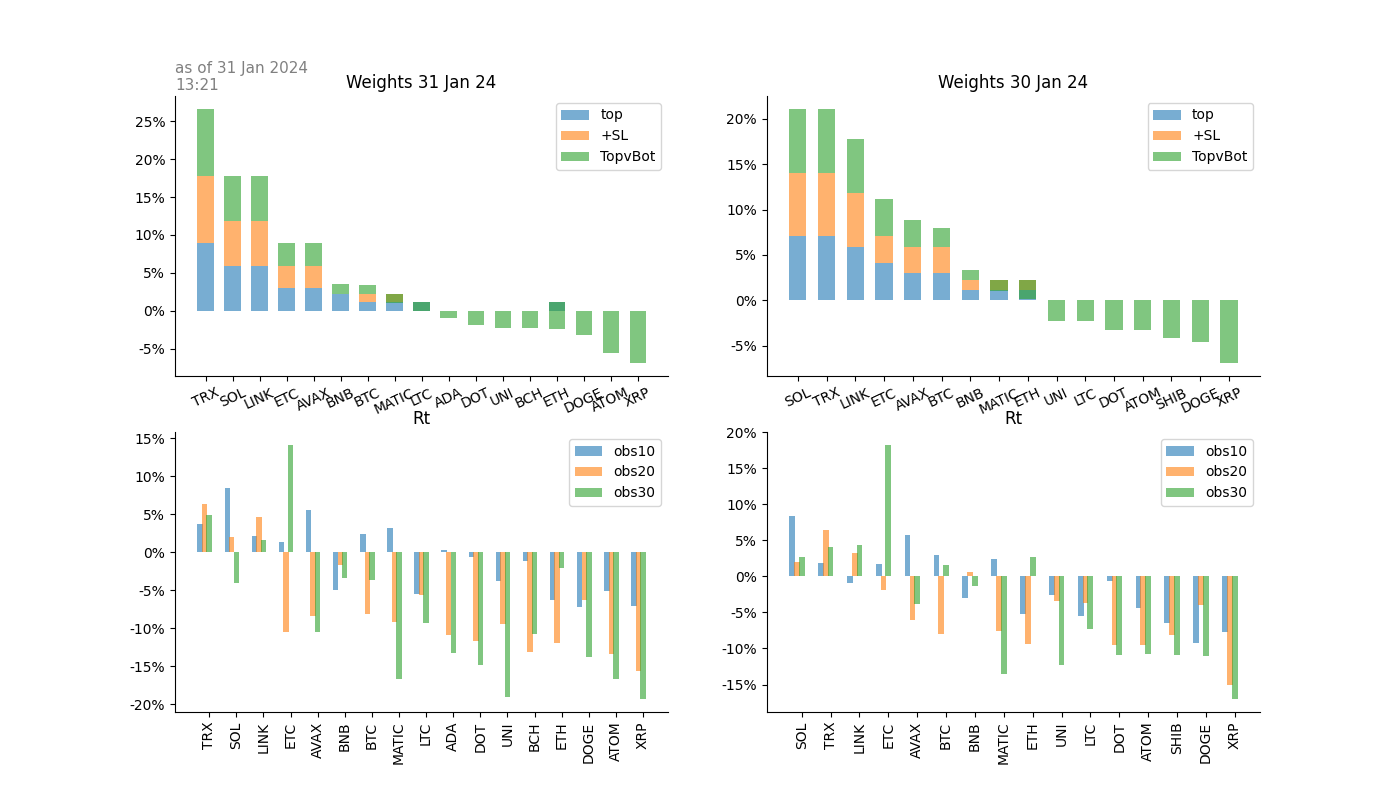 as of 31 Jan 2024
13:21
Weights 31 Jan 24
25%
20%
15%
10%
5%
0%
-5%
top
+SL
TopvBot
TRX SOL LINK ETC AVAX BNB BTC MATIC LTC ADA DOT UNI BCH ETH DOGE ATOM XRP
Weights 30 Jan 24
20%
15%
10%
5%
0%
-5%
top
+SL
TopvBot
SOL TRX LINK ETC AVAX BTC BNB MATIC ETH UNI LTC DOT ATOM SHIB DOGE XRP
Rt
15%
10%
5%
0%
-5%
-10%
-15%
-20%
obs10
obs20
obs30
TRX SOL LINK ETC AVAX BNB BTC MATIC LTC ADA DOT UNI BCH ETH DOGE ATOM XRP
Rt
20%
15%
10%
5%
0%
-5%
-10%
-15%
obs10
obs20
obs30
SOL TRX LINK ETC AVAX BTC BNB MATIC ETH UNI LTC DOT ATOM SHIB DOGE XRP